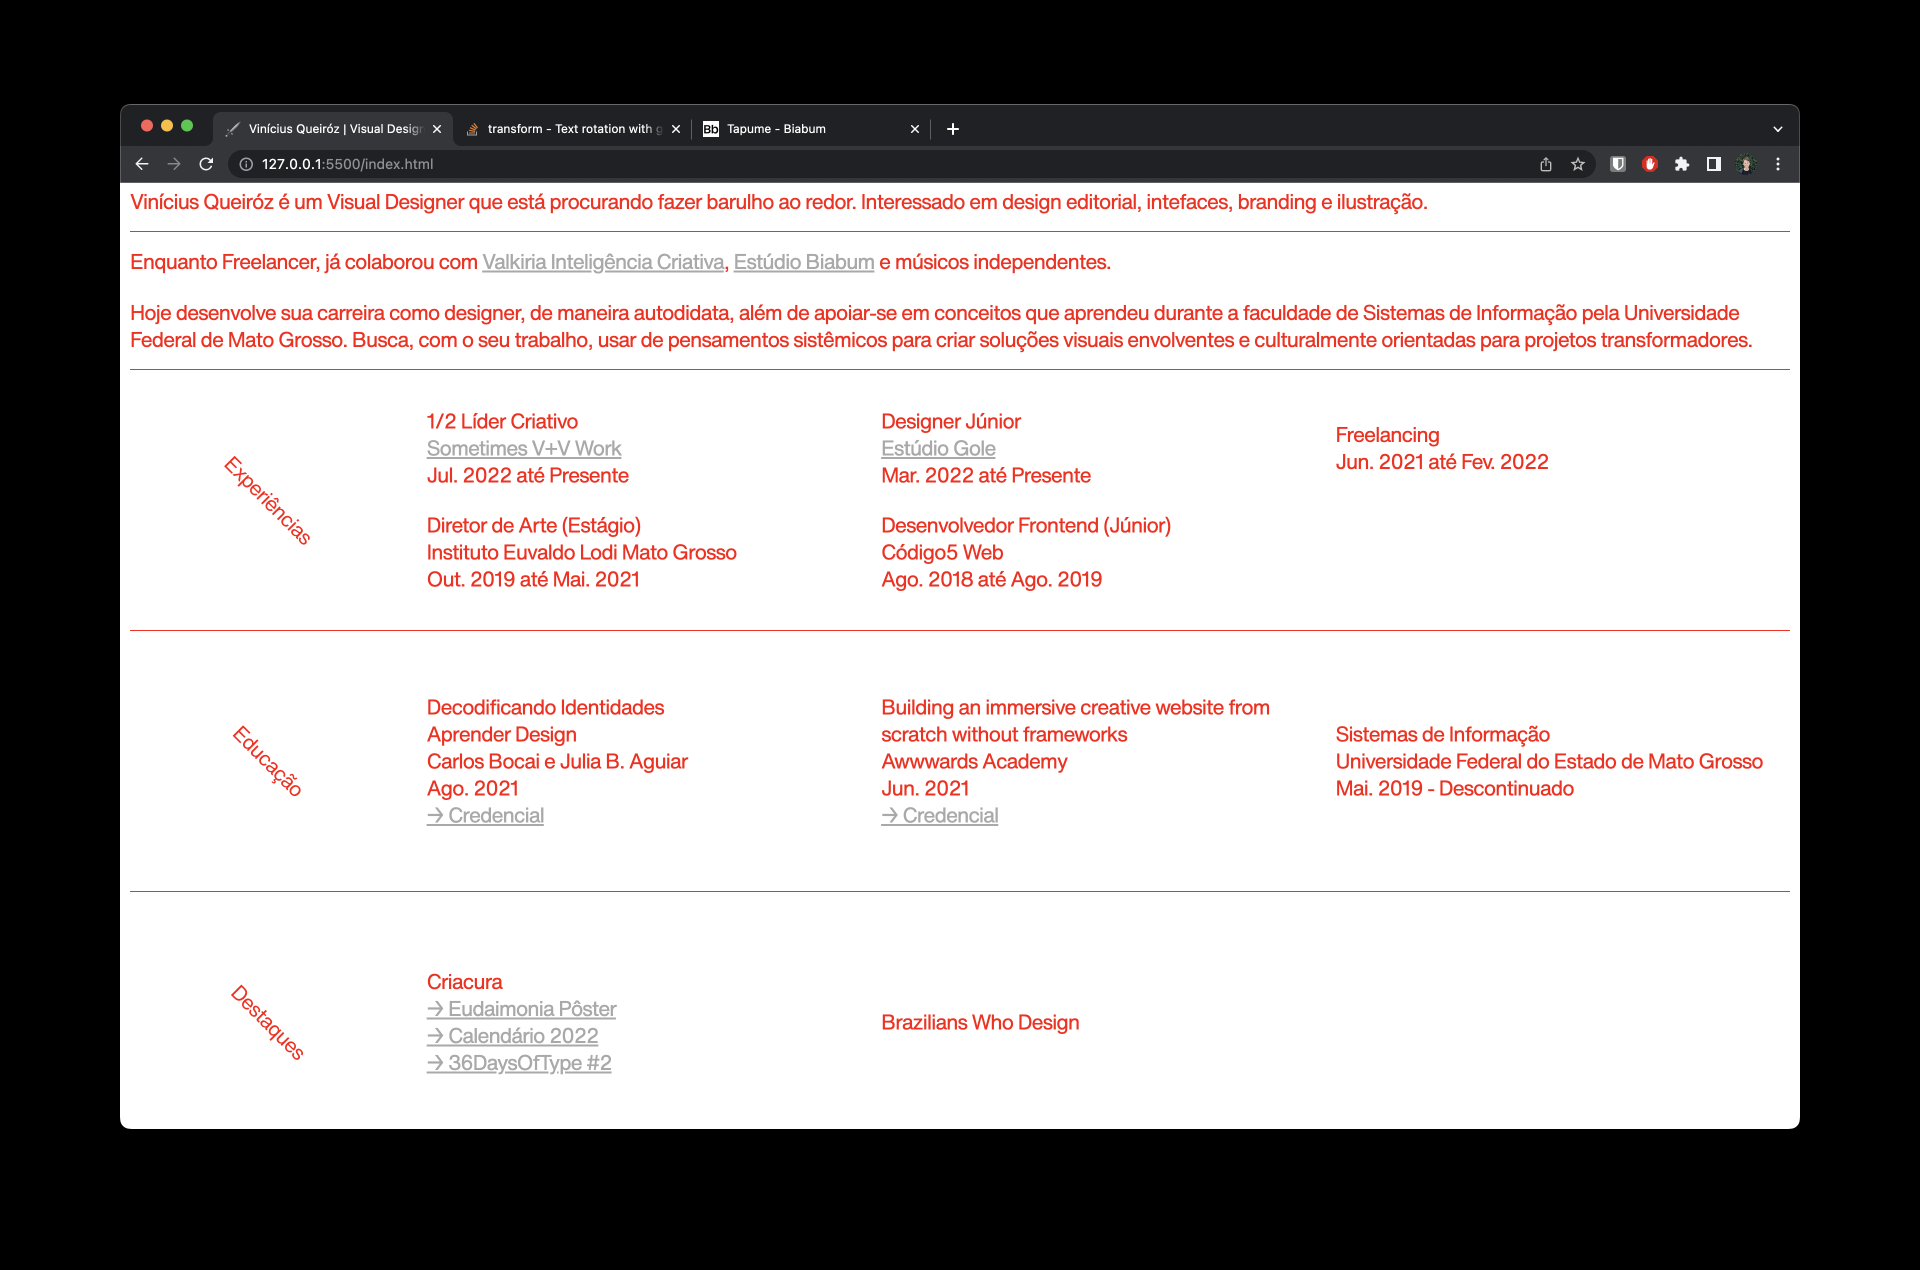 Vinícius Queiróz | Visual Desig
transform - Text rotation with g
Bb
Tapume - Biabum
127.0.0.1:5500/index.html
Vinícius Queiróz é um Visual Designer que está procurando fazer barulho ao redor. Interessado em design editorial, intefaces, branding e ilustração.
Enquanto Freelancer, já colaborou com Valkiria Inteligência Criativa, Estúdio Biabum e músicos independentes.
Hoje desenvolve sua carreira como designer, de maneira autodidata, além de apoiar-se em conceitos que aprendeu durante a faculdade de Sistemas de Informação pela Universidade
Federal de Mato Grosso. Busca, com o seu trabalho, usar de pensamentos sistêmicos para criar soluções visuais envolventes e culturalmente orientadas para projetos transformadores.
Experiências
1/2 Líder Criativo
Sometimes V+V Work
Jul. 2022 até Presente
Designer Júnior
Estúdio Gole
Mar. 2022 até Presente
Freelancing
Jun. 2021 até Fev. 2022
Diretor de Arte (Estágio)
Instituto Euvaldo Lodi Mato Grosso
Out. 2019 até Mai. 2021
Desenvolvedor Frontend (Júnior)
Código5 Web
Ago. 2018 até Ago. 2019
Educação
Decodificando Identidades
Aprender Design
Carlos Bocai e Julia B. Aguiar
Ago. 2021
→ Credencial
Building an immersive creative website from
scratch without frameworks
Awwwards Academy
Jun. 2021
→ Credencial
Sistemas de Informação
Universidade Federal do Estado de Mato Grosso
Mai. 2019 - Descontinuado
Destaques
Criacura
→ Eudaimonia Pôster
→ Calendário 2022
→ 36DaysOfType #2
Brazilians Who Design